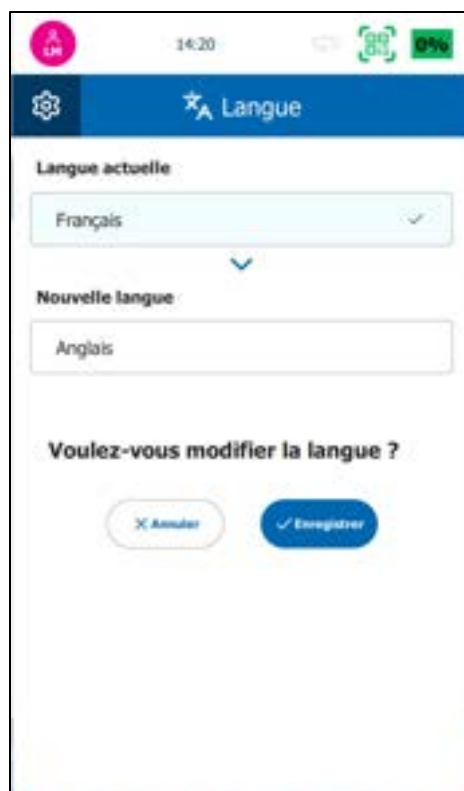 LM
14:20
0%
Langue
Langue actuelle
Français
Nouvelle langue
Anglais
Voulez-vous modifier la langue ?
Annuler
Enregistrer